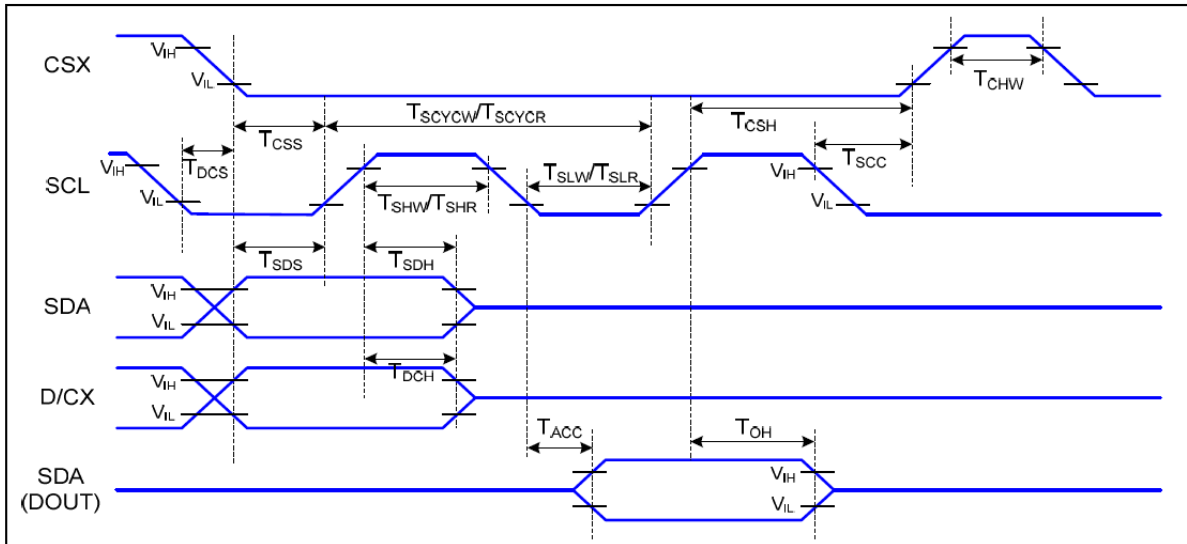 CSX
VIH
VIL
TCHW
TSCYCW/TSCYCR
TCSS
TCSH
TDCS
TSCC
SCL
VIH
VIL
TSLW/TSLR
TSHW/TSHR
VIH
VIL
TSDS
TSDH
SDA
VIH
VIL
TDCH
D/CX
VIH
VIL
TACC
TOH
SDA
(DOUT)
VIH
VIL